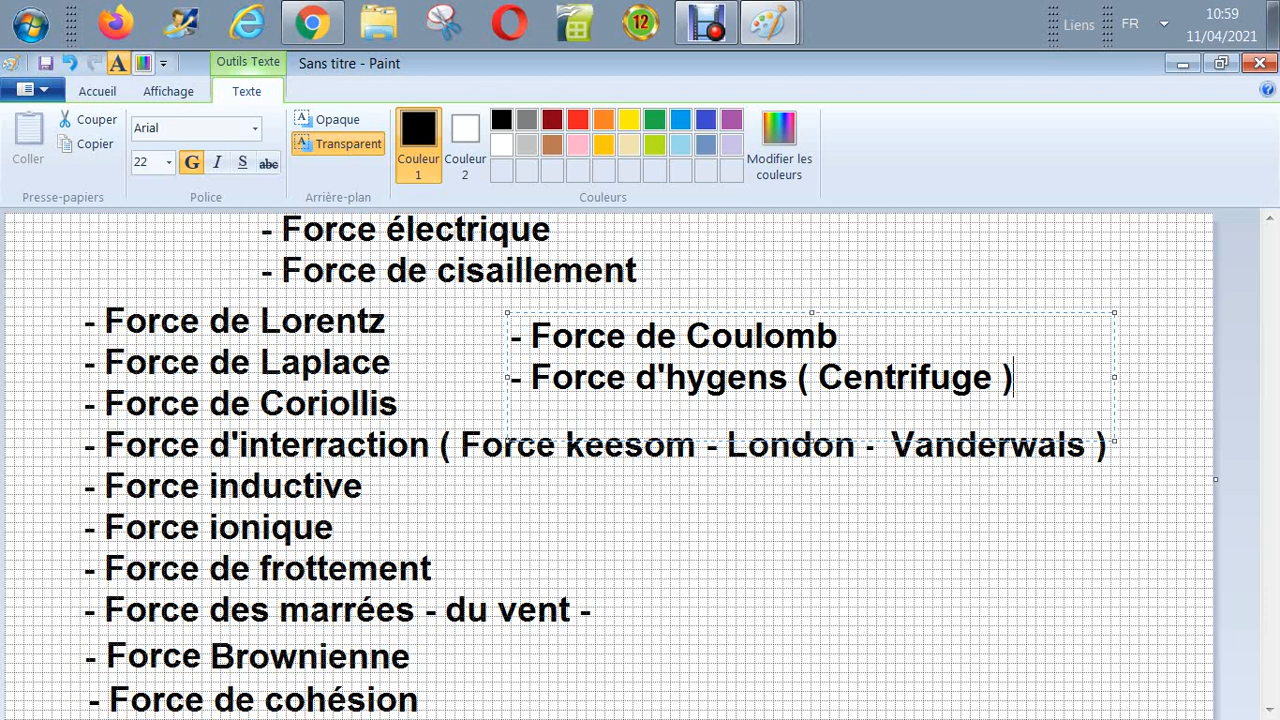 10:59
Liens FR
11/04/2021
12
Outils Texte
Sans titre - Paint
Accueil Affichage Texte
Couper
Copier
Coller
Presse-papiers
Arial
22 G I S abc
Police
Opaque
Transparent
Arrière-plan
Couleur 1
Couleur 2
Modifier les couleurs
Couleurs
- Force électrique
- Force de cisaillement
- Force de Lorentz
- Force de Coulomb
- Force de Laplace
- Force d'hygens ( Centrifuge )
- Force de Coriollis
- Force d'interraction ( Force keesom - London - Vanderwals )
- Force inductive
- Force ionique
- Force de frottement
- Force des marrées - du vent -
- Force Brownienne
- Force de cohésion